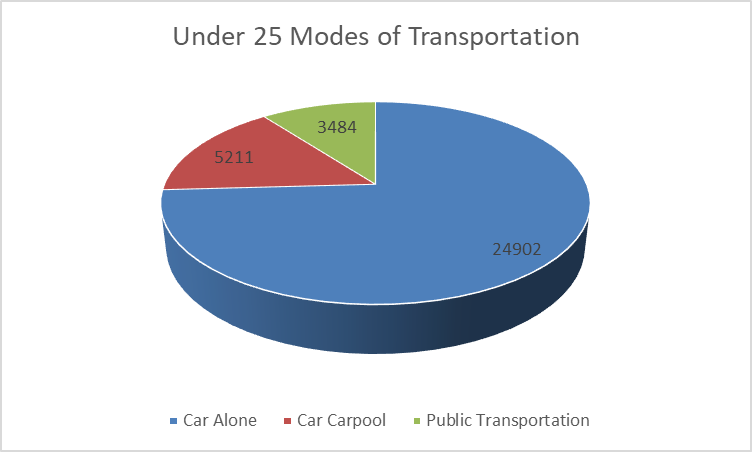 Under 25 Modes of Transportation
3484
5211
24902
Car Alone Car Carpool Public Transportation